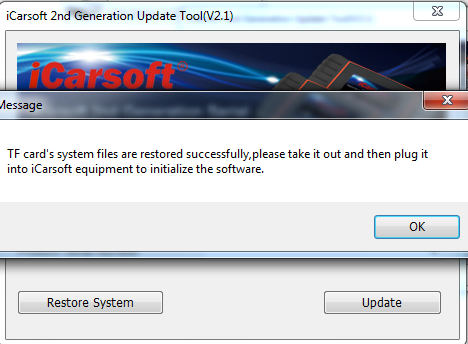 iCarsoft 2nd Generation Update Tool(V2.1)
iCarsoft®
Message
TF card's system files are restored successfully,please take it out and then plug it
into iCarsoft equipment to initialize the software.
OK
Restore System
Update